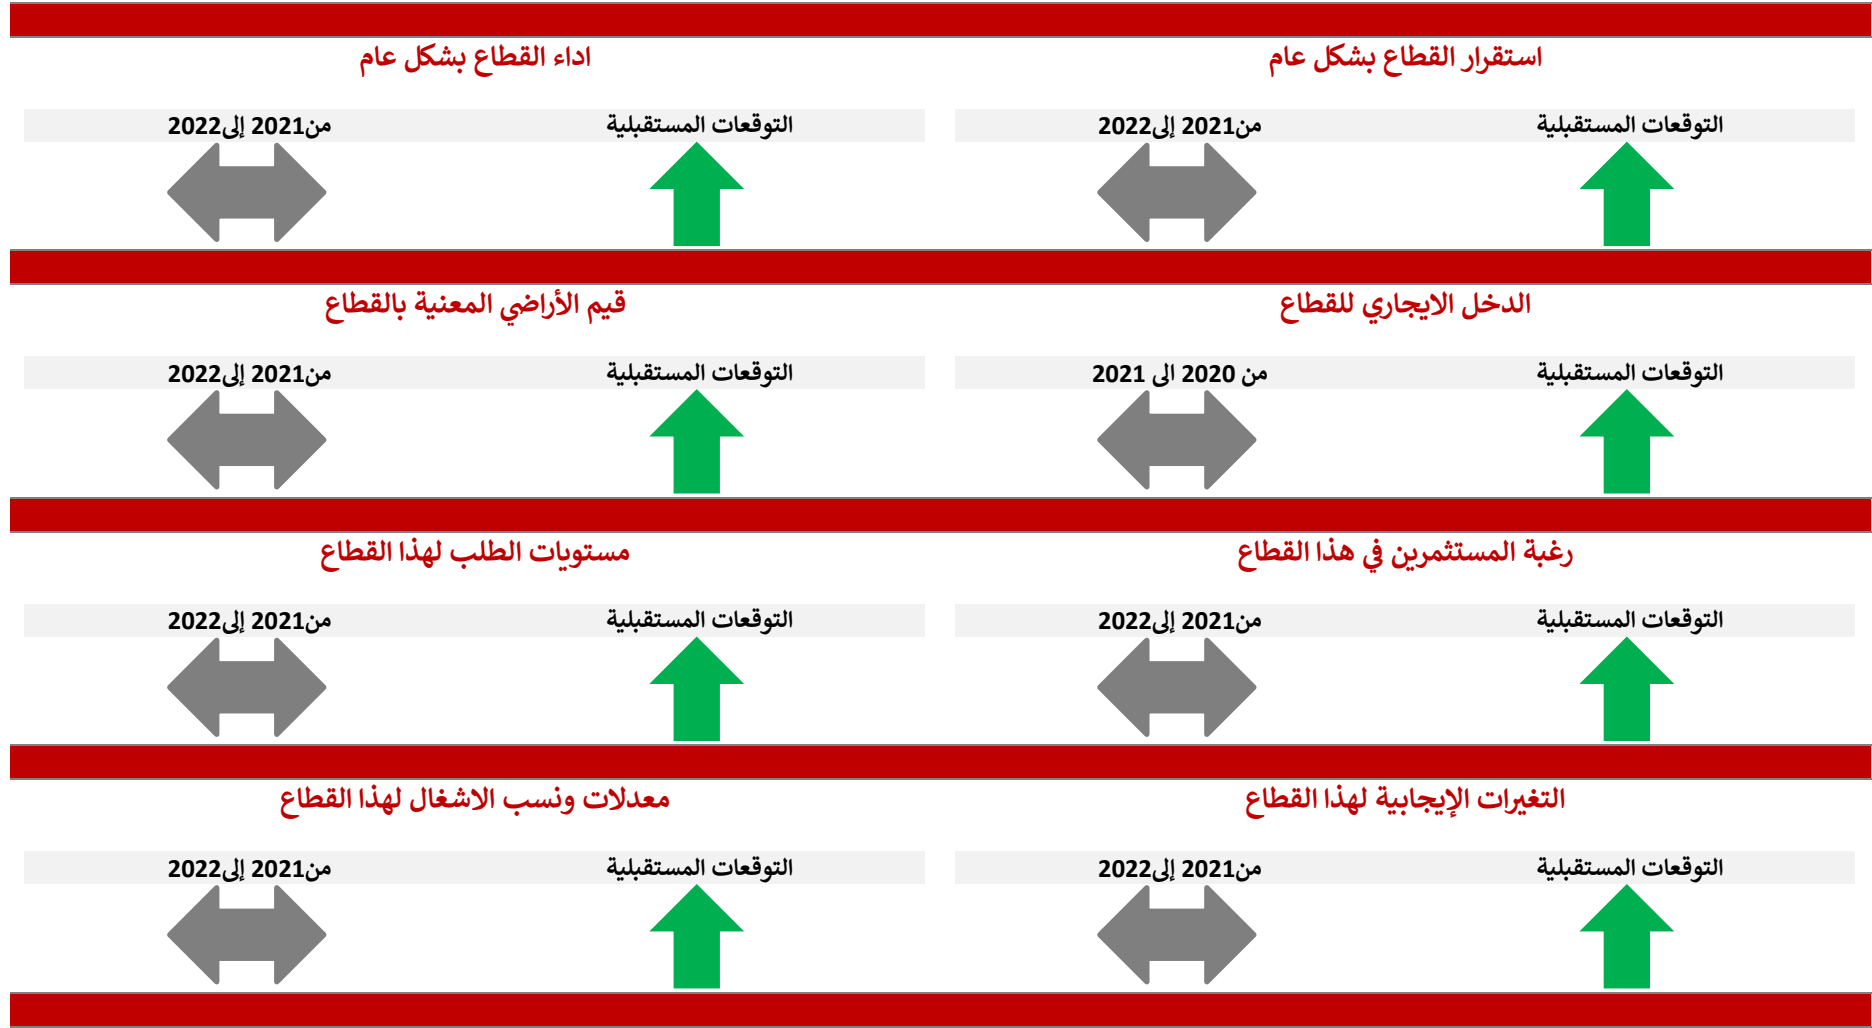 استقرار القطاع بشكل عام
اداء القطاع بشكل عام
التوقعات المستقبلية
من2021 إلى2022
التوقعات المستقبلية
من2021 إلى2022
الدخل الايجاري للقطاع
قيم الأراضي المعنية بالقطاع
التوقعات المستقبلية
من 2020 الى 2021
التوقعات المستقبلية
من2021 إلى2022
رغبة المستثمرين في هذا القطاع
مستويات الطلب لهذا القطاع
التوقعات المستقبلية
من2021 إلى2022
التوقعات المستقبلية
من2021 إلى2022
التغيرات الإيجابية لهذا القطاع
معدلات ونسب الاشغال لهذا القطاع
التوقعات المستقبلية
من2021 إلى2022
التوقعات المستقبلية
من2021 إلى2022